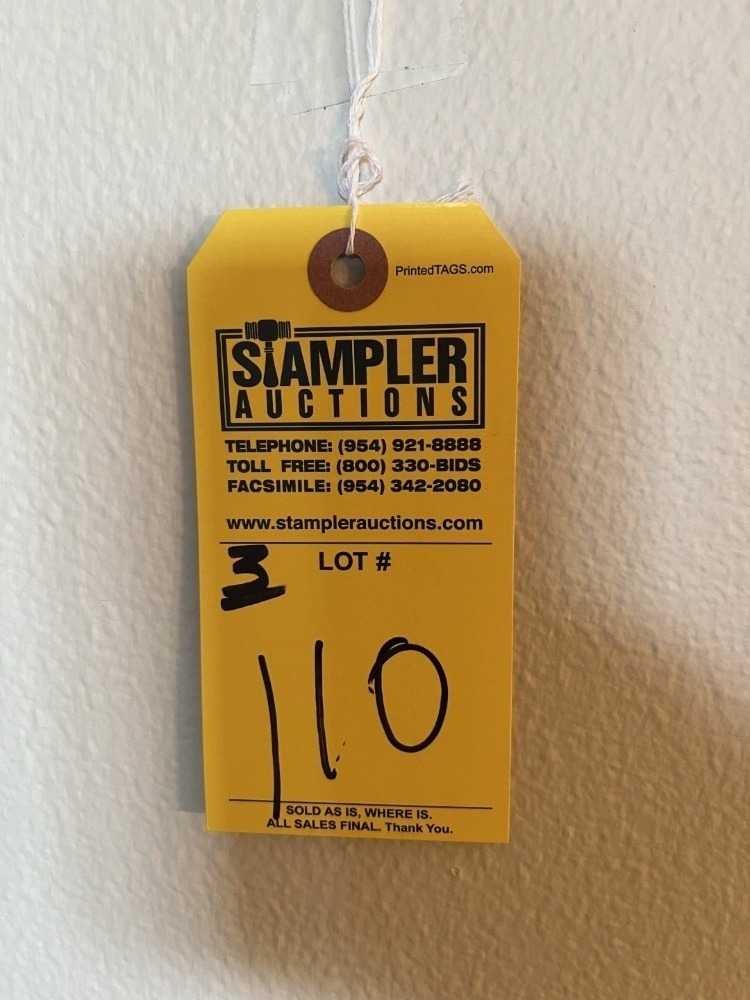 PrintedTAGS.com
STAMPLER
AUCTIONS
TELEPHONE: (954) 921-8888
TOLL FREE: (800) 330-BIDS
FACSIMILE: (954) 342-2080
www.stamplerauctions.com
3 LOT #
110
SOLD AS IS, WHERE IS.
ALL SALES FINAL. Thank You.